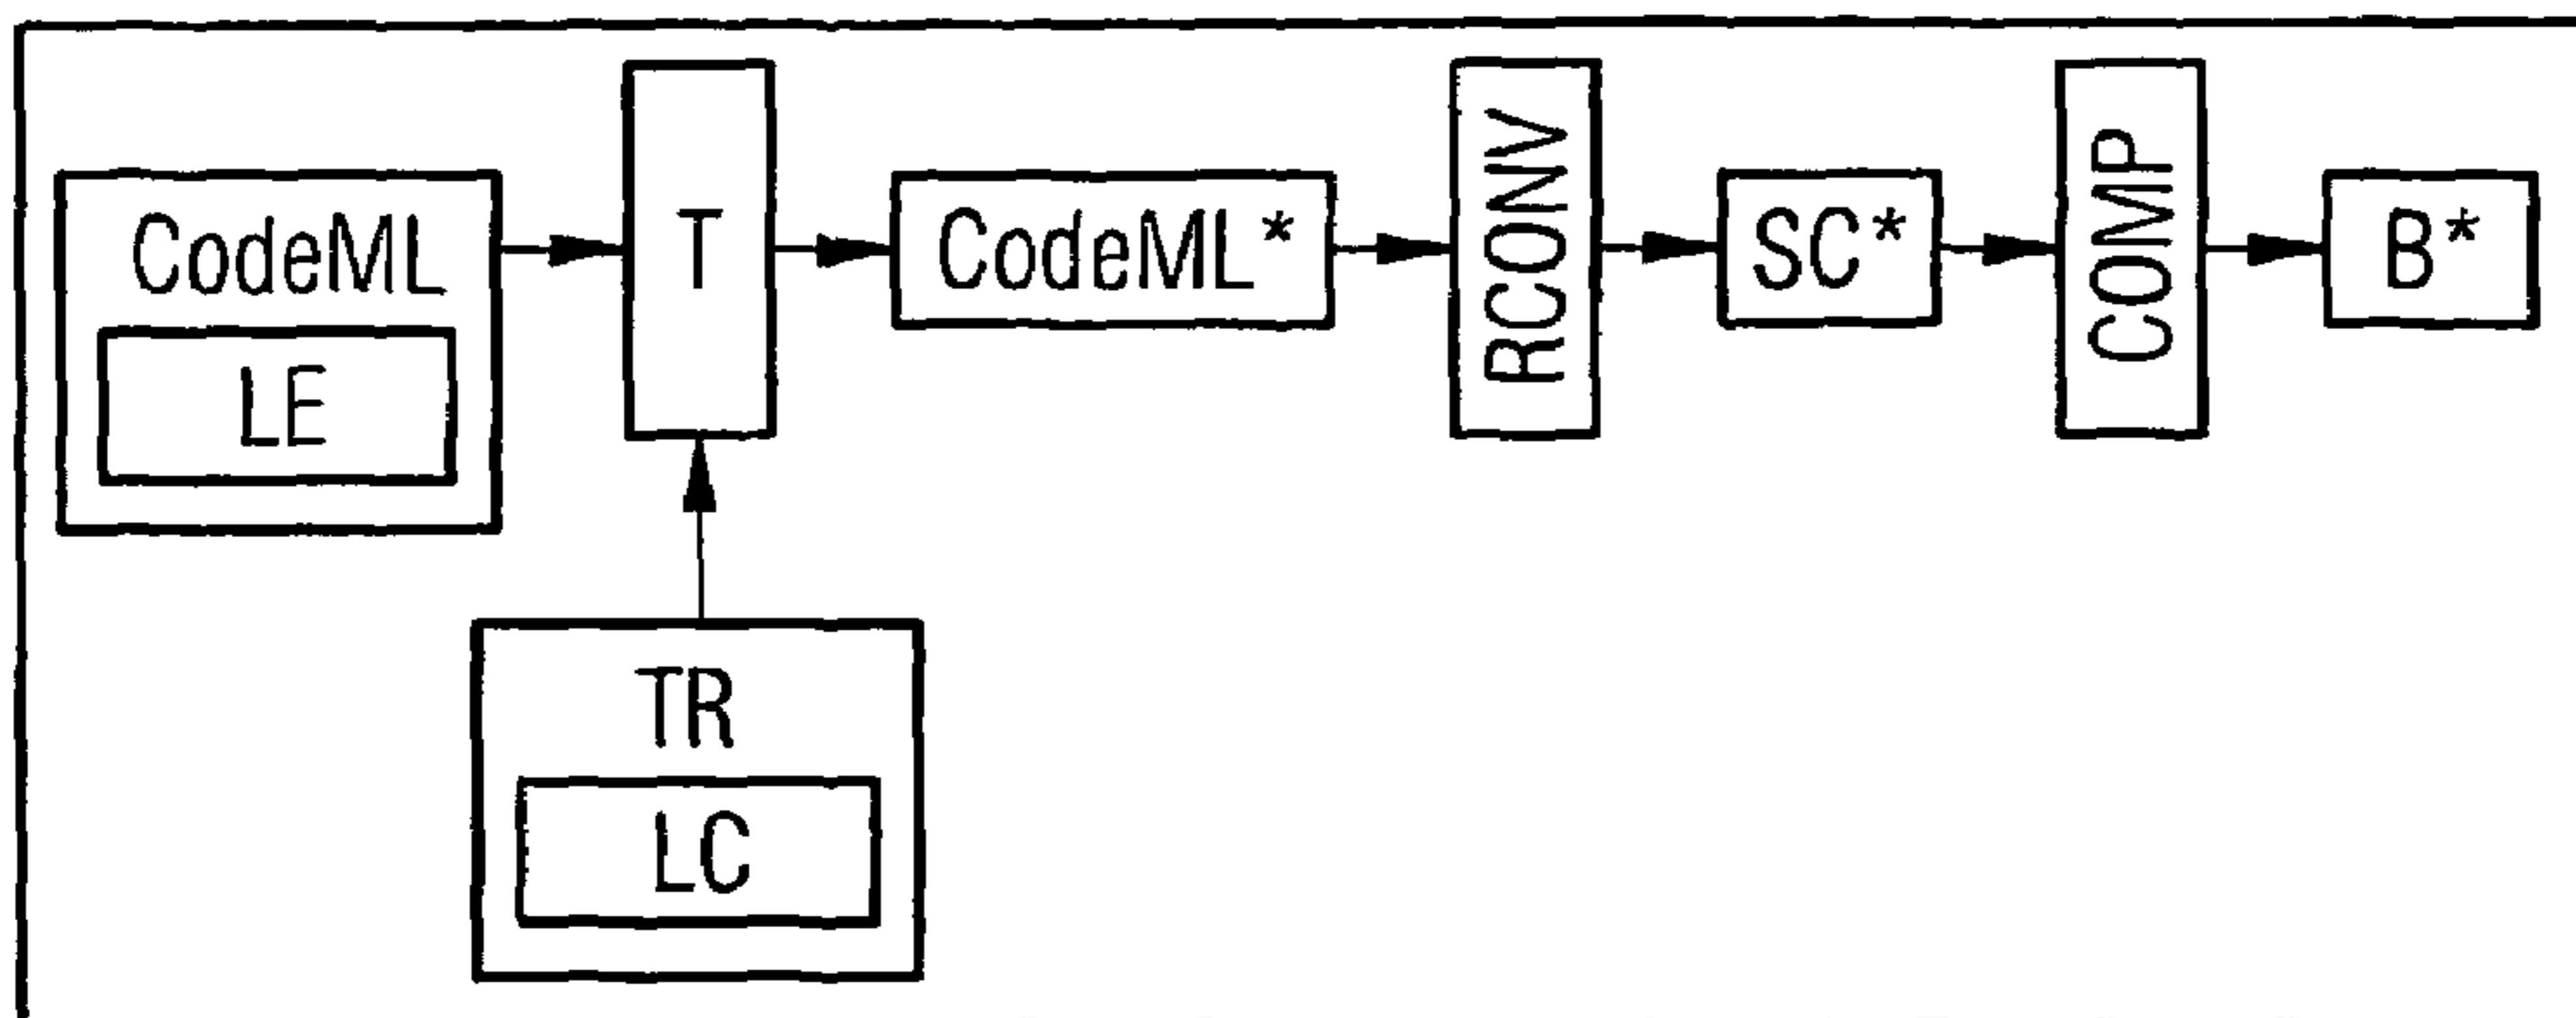 CodeML
LE
T
CodeML*
RCONV
SC*
COMP
B*
TR
LC